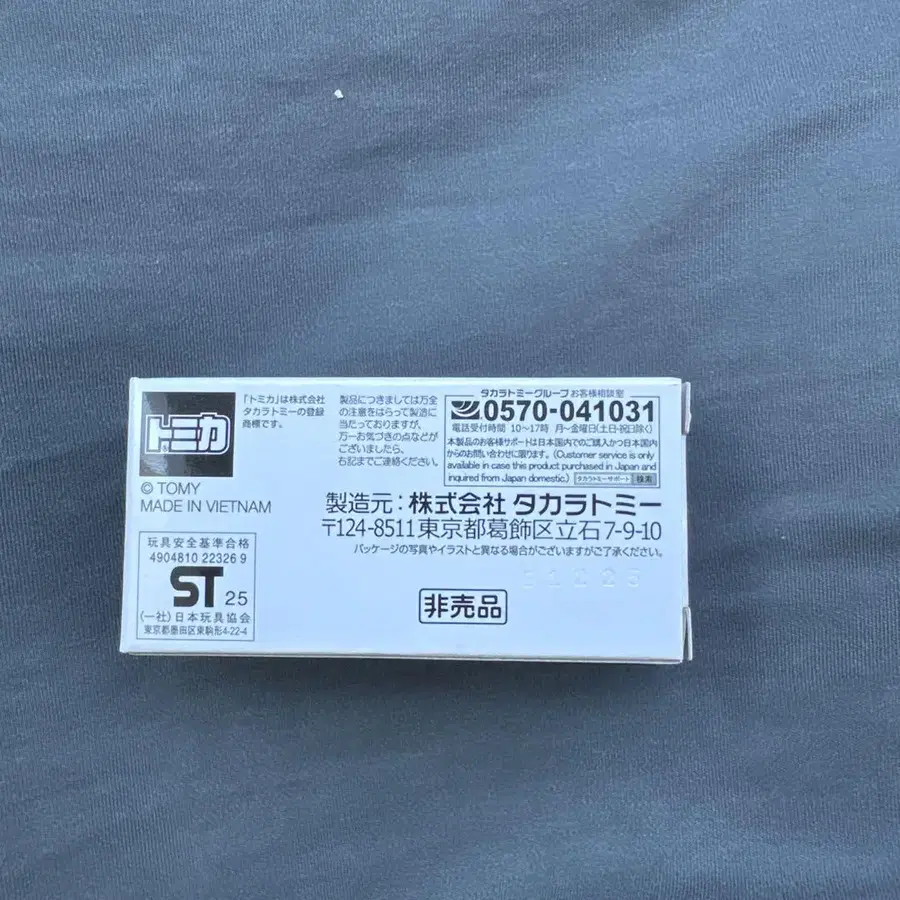 トミカ
®
「トミカ」は株式会社
タカラトミーの登録
商標です。
製品につきましては万全
の注意をはらって製造に
当たっておりますが、
万一お気づきの点などが
ございましたら、
右記までご連絡ください。
タカラトミーグループお客様相談室
0570-041031
電話受付時間 10〜17時 月〜金曜日(土・日・祝日除く)
本製品のお客様サポートは日本国内でのご購入かつ日本国内
からのお問い合わせに限ります。(Customer service is only
available in case this product purchased in Japan and
inquired from Japan domestic.) タカラトミーサポート 検索
© TOMY
MADE IN VIETNAM
製造元:株式会社 タカラトミー
〒124-8511東京都葛飾区立石7-9-10
パッケージの写真やイラストと異なる場合がございますがご了承ください。
玩具安全基準合格
4904810 22326 9
ST 25
(一社)日本玩具協会
東京都墨田区東駒形4-22-4
非売品